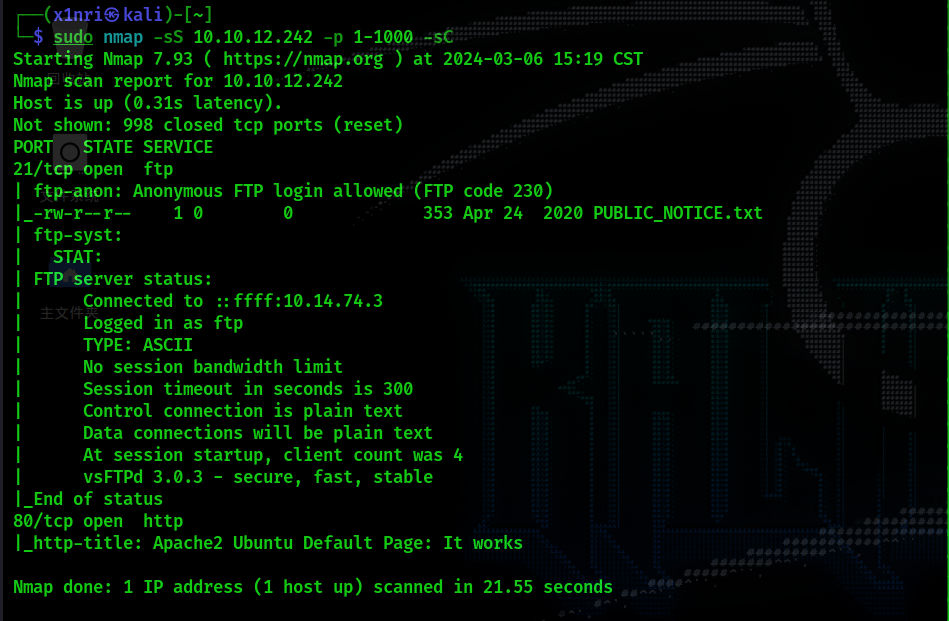 ┌──(x1nri㉿kali)-[~]
└─$ sudo nmap -sS 10.10.12.242 -p 1-1000 -sC
Starting Nmap 7.93 ( https://nmap.org ) at 2024-03-06 15:19 CST
Nmap scan report for 10.10.12.242
Host is up (0.31s latency).
Not shown: 998 closed tcp ports (reset)
PORT   STATE SERVICE
21/tcp open  ftp
| ftp-anon: Anonymous FTP login allowed (FTP code 230)
|_-rw-r--r--    1 0        0             353 Apr 24  2020 PUBLIC_NOTICE.txt
| ftp-syst:
|   STAT:
| FTP server status:
|      Connected to ::ffff:10.14.74.3
|      Logged in as ftp
主文件夹
|      TYPE: ASCII
|      No session bandwidth limit
|      Session timeout in seconds is 300
|      Control connection is plain text
|      Data connections will be plain text
|      At session startup, client count was 4
|      vsFTPd 3.0.3 - secure, fast, stable
|_End of status
80/tcp open  http
|_http-title: Apache2 Ubuntu Default Page: It works
Nmap done: 1 IP address (1 host up) scanned in 21.55 seconds